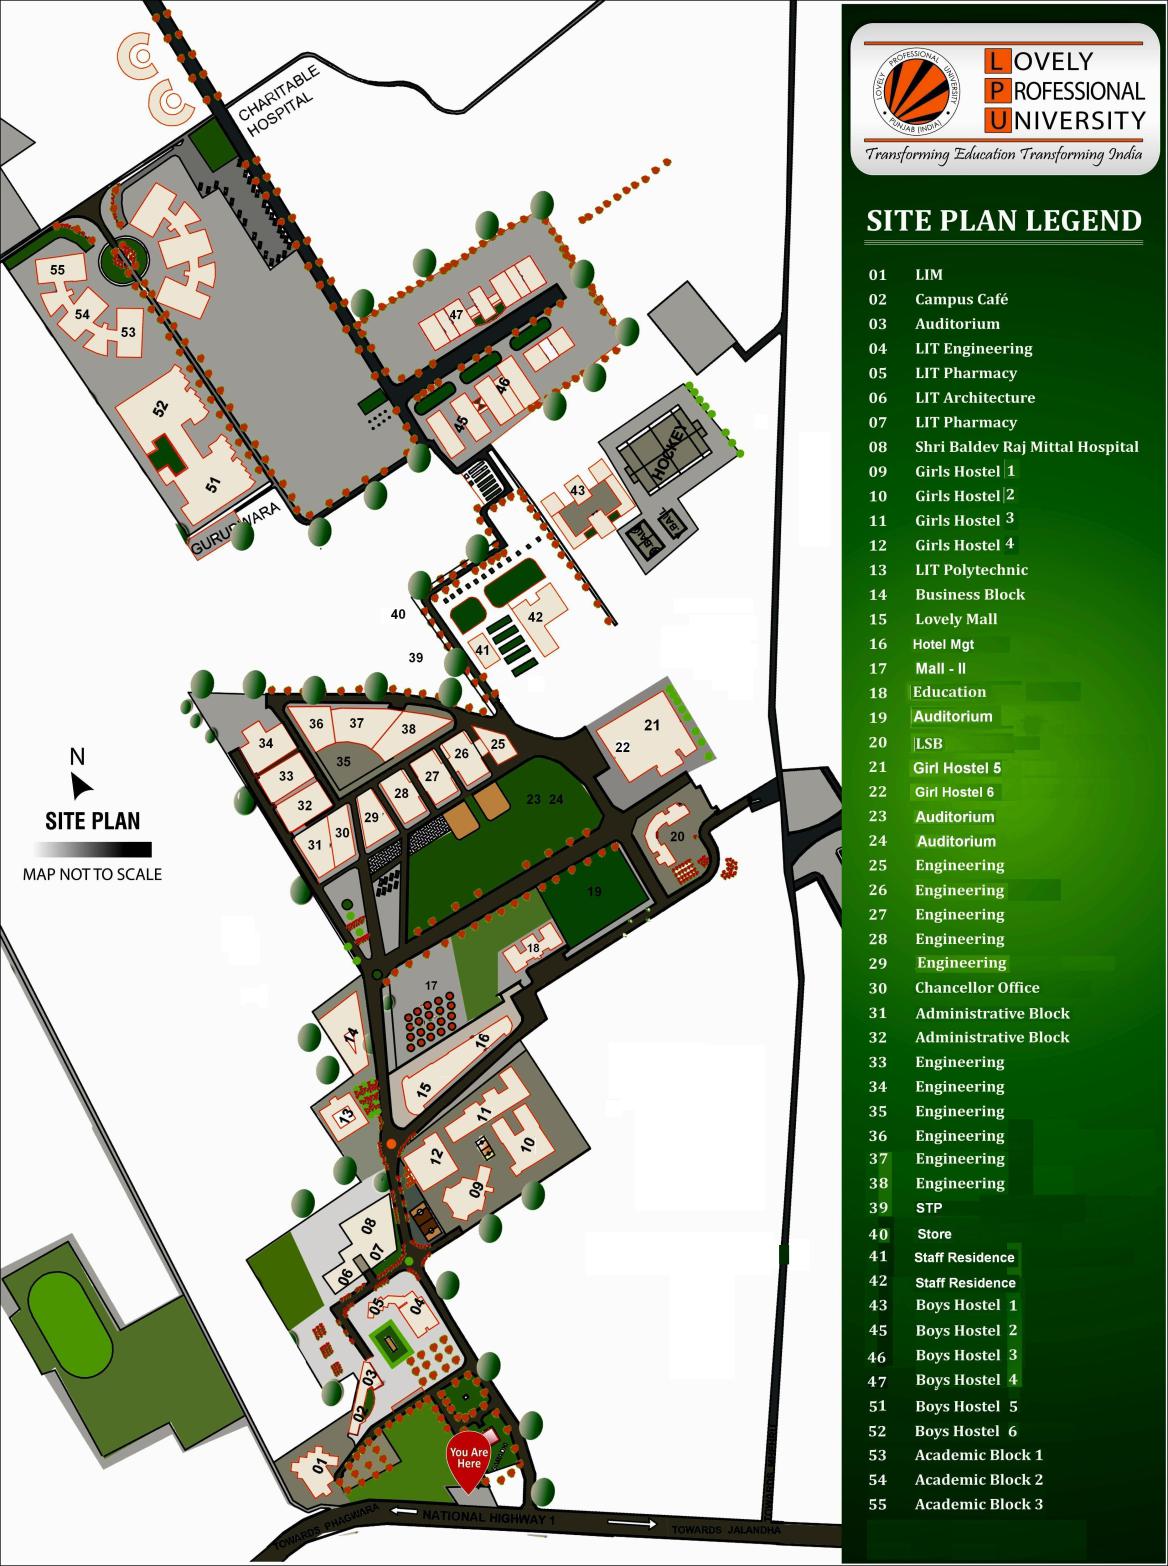 LOVELY
PROFESSIONAL
UNIVERSITY
LOVELY PROFESSIONAL UNIVERSITY
PUNJAB (INDIA)
Transforming Education Transforming India
SITE PLAN LEGEND
01 LIM
02 Campus Café
03 Auditorium
04 LIT Engineering
05 LIT Pharmacy
06 LIT Architecture
07 LIT Pharmacy
08 Shri Baldev Raj Mittal Hospital
09 Girls Hostel 1
10 Girls Hostel 2
11 Girls Hostel 3
12 Girls Hostel 4
13 LIT Polytechnic
14 Business Block
15 Lovely Mall
16 Hotel Mgt
17 Mall - II
18 Education
19 Auditorium
20 LSB
21 Girl Hostel 5
22 Girl Hostel 6
23 Auditorium
24 Auditorium
25 Engineering
26 Engineering
27 Engineering
28 Engineering
29 Engineering
30 Chancellor Office
31 Administrative Block
32 Administrative Block
33 Engineering
34 Engineering
35 Engineering
36 Engineering
37 Engineering
38 Engineering
39 STP
40 Store
41 Staff Residence
42 Staff Residence
43 Boys Hostel 1
45 Boys Hostel 2
46 Boys Hostel 3
47 Boys Hostel 4
51 Boys Hostel 5
52 Boys Hostel 6
53 Academic Block 1
54 Academic Block 2
55 Academic Block 3
CHARITABLE
HOSPITAL
55
54
53
47
46
45
52
51
GURUDWARA
HOCKEY
43
42
41
40
39
36
37
38
35
34
33
32
31
30
29
28
27
26
25
21
22
23 24
20
19
18
17
16
15
14
13
12
11
10
09
08
07
06
05
04
03
02
01
N
SITE PLAN
MAP NOT TO SCALE
You Are
Here
TOWARDS PHAGWARA
NATIONAL HIGHWAY 1
TOWARDS JALANDHA